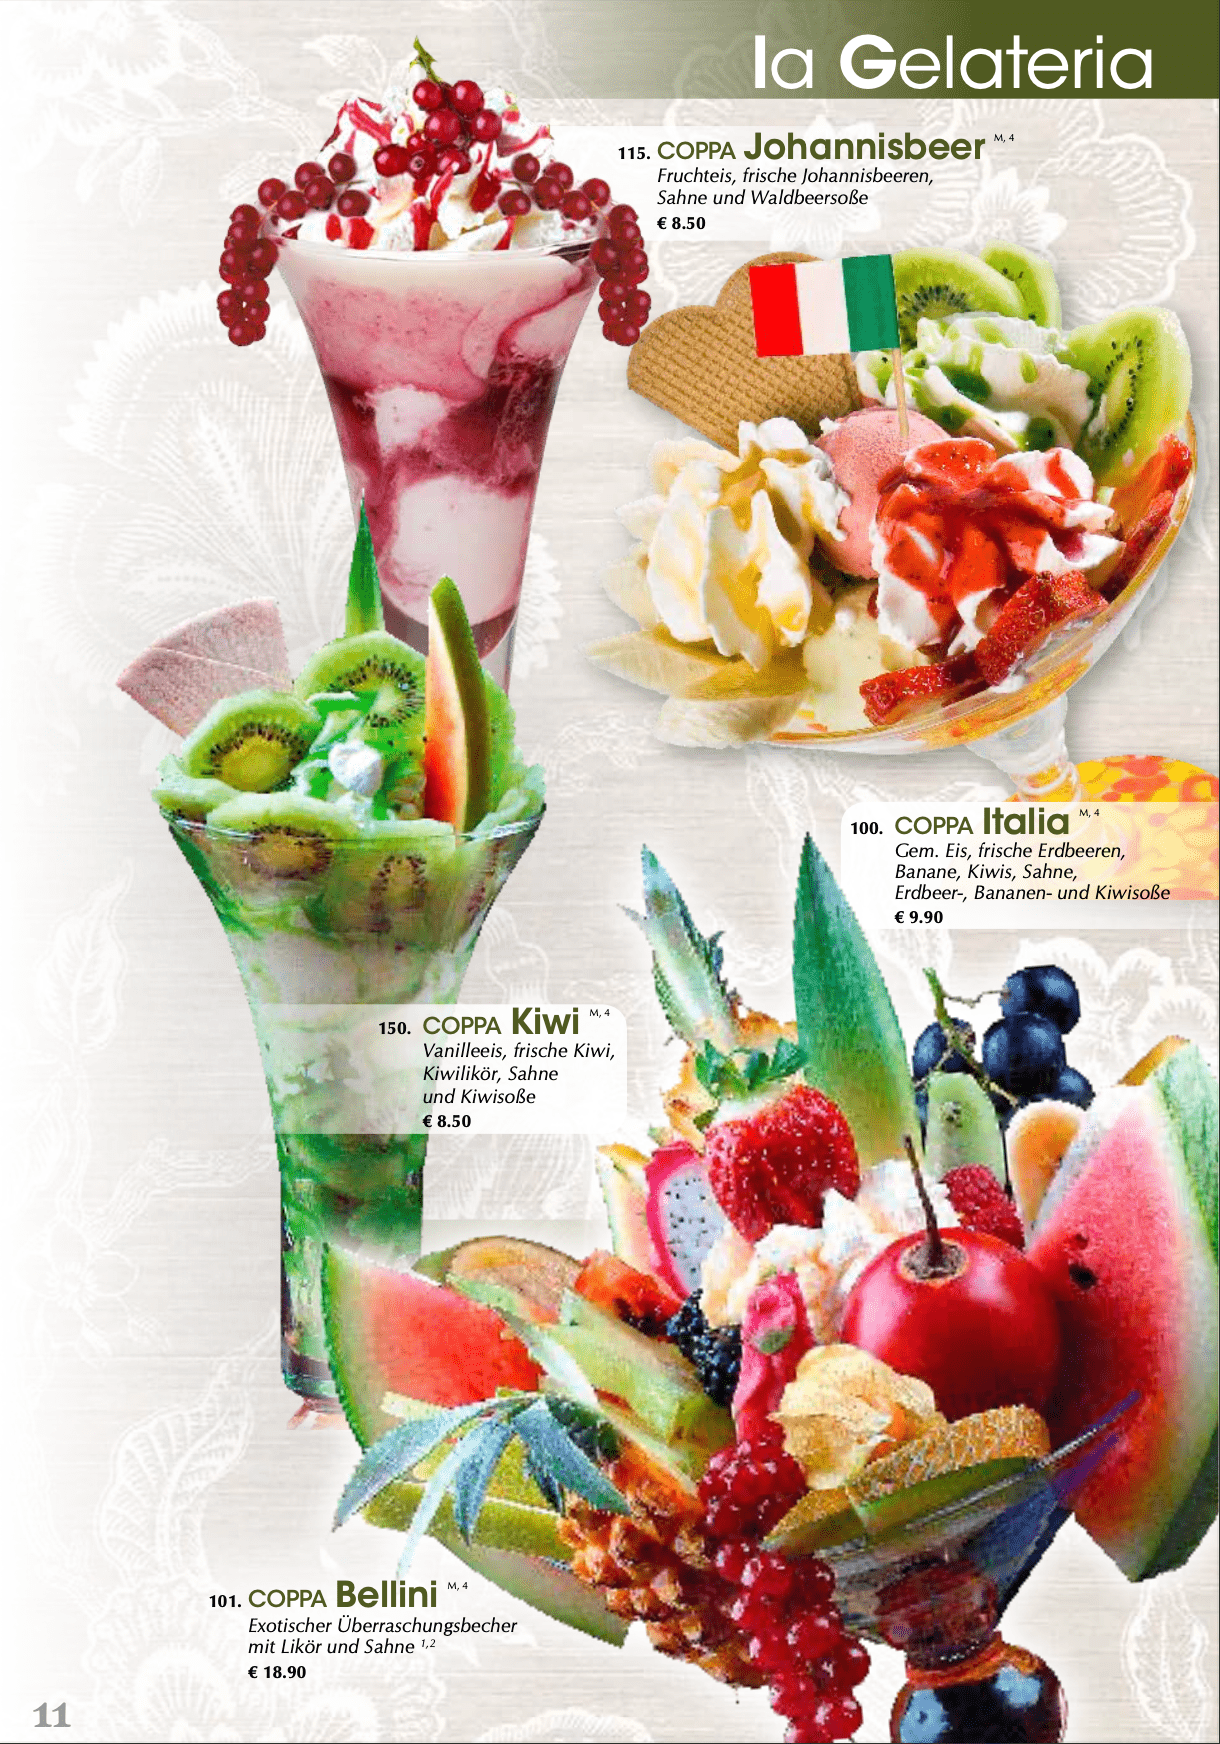 la Gelateria
115. COPPA Johannisbeer M, 4
Fruchteis, frische Johannisbeeren,
Sahne und Waldbeersoße
€ 8.50
100. COPPA Italia M, 4
Gem. Eis, frische Erdbeeren,
Banane, Kiwis, Sahne,
Erdbeer-, Bananen- und Kiwisoße
€ 9.90
150. COPPA Kiwi M, 4
Vanilleeis, frische Kiwi,
Kiwilikör, Sahne
und Kiwisoße
€ 8.50
101. COPPA Bellini M, 4
Exotischer Überraschungsbecher
mit Likör und Sahne 1,2
€ 18.90
11